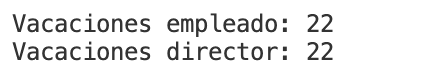 Vacaciones empleado: 22
Vacaciones director: 22